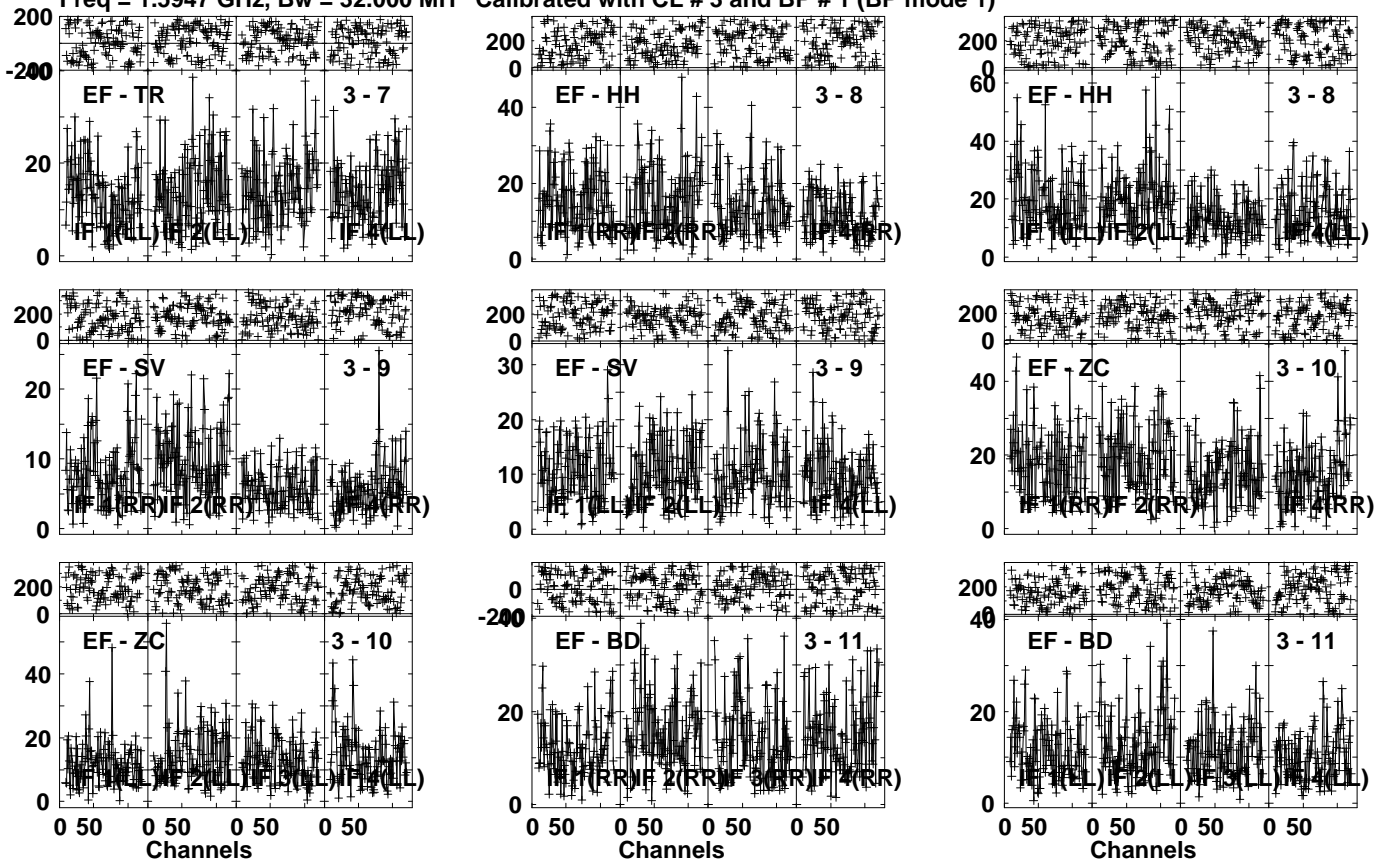 Freq = 1.5947 GHz, Bw = 32.000 MH Calibrated with CL # 3 and BP # 1 (BP mode 1)
200
-200
40
20
0
EF - TR
3 - 7
IF 1(LL) IF 2(LL) IF 4(LL)
200
0
40
20
0
EF - HH
3 - 8
IF 1(RR) IF 2(RR) IF 4(RR)
200
0
60
40
20
0
EF - HH
3 - 8
IF 1(LL) IF 2(LL) IF 4(LL)
200
0
20
10
0
EF - SV
3 - 9
IF 1(RR) IF 2(RR) IF 4(RR)
200
0
30
20
10
0
EF - SV
3 - 9
IF 1(LL) IF 2(LL) IF 4(LL)
200
0
40
20
0
EF - ZC
3 - 10
IF 1(RR) IF 2(RR) IF 4(RR)
200
0
40
20
0
EF - ZC
3 - 10
IF 1(LL) IF 2(LL) IF 3(LL) IF 4(LL)
0
-200
40
20
0
EF - BD
3 - 11
IF 1(RR) IF 2(RR) IF 3(RR) IF 4(RR)
200
0
40
20
0
EF - BD
3 - 11
IF 1(LL) IF 2(LL) IF 3(LL) IF 4(LL)
0 50 0 50 0 50 0 50
Channels
0 50 0 50 0 50 0 50
Channels
0 50 0 50 0 50 0 50
Channels